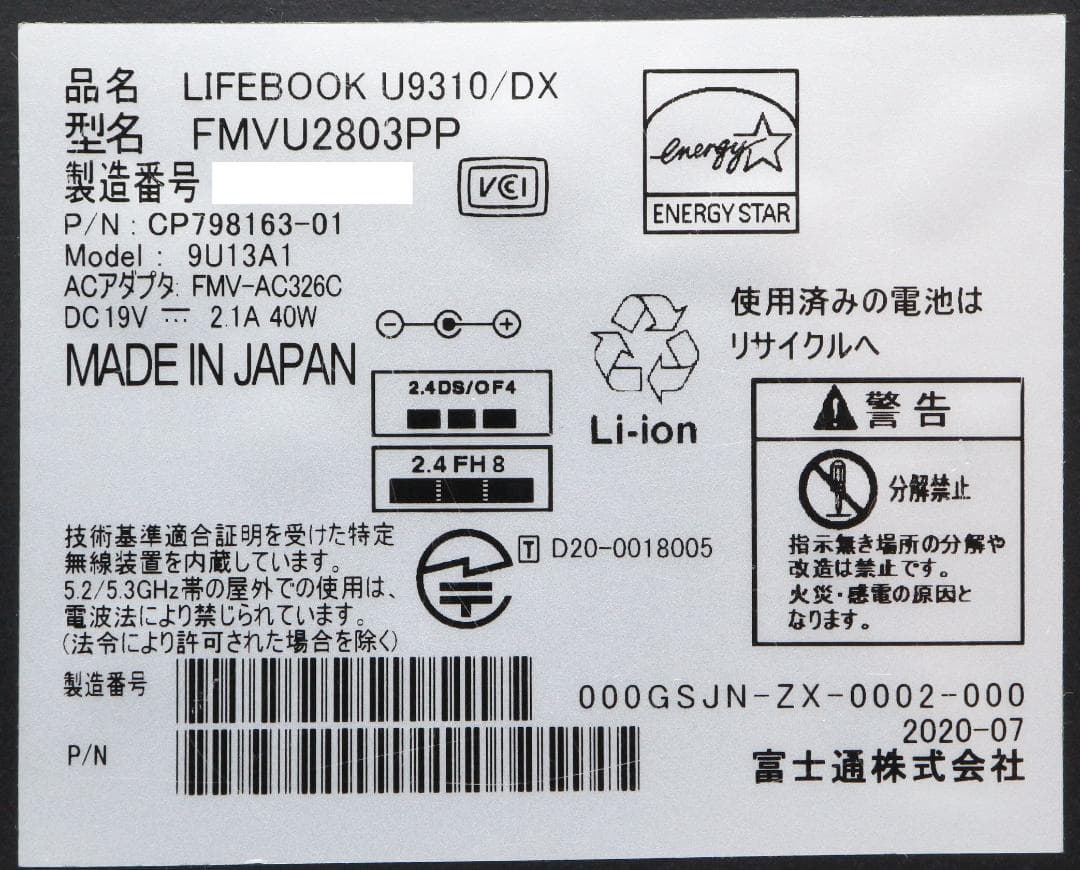 品名 LIFEBOOK U9310/DX
型名 FMVU2803PP
製造番号
VCCI
P/N : CP798163-01
Model : 9U13A1
ACアダプタ: FMV-AC326C
DC19V ⎓ 2.1A 40W
MADE IN JAPAN
energy
ENERGY STAR
使用済みの電池は
リサイクルへ
Li-ion
2.4DS/OF4
2.4FH8
警告
分解禁止
指示無き場所の分解や
改造は禁止です。
火災・感電の原因と
なります。
技術基準適合証明を受けた特定
無線装置を内蔵しています。
5.2/5.3GHz帯の屋外での使用は、
電波法により禁じられています。
(法令により許可された場合を除く)
T D20-0018005
製造番号
P/N
000GSJN-ZX-0002-000
2020-07
富士通株式会社